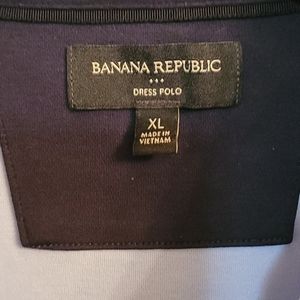 BANANA REPUBLIC
DRESS POLO
XL
MADE IN
VIETNAM